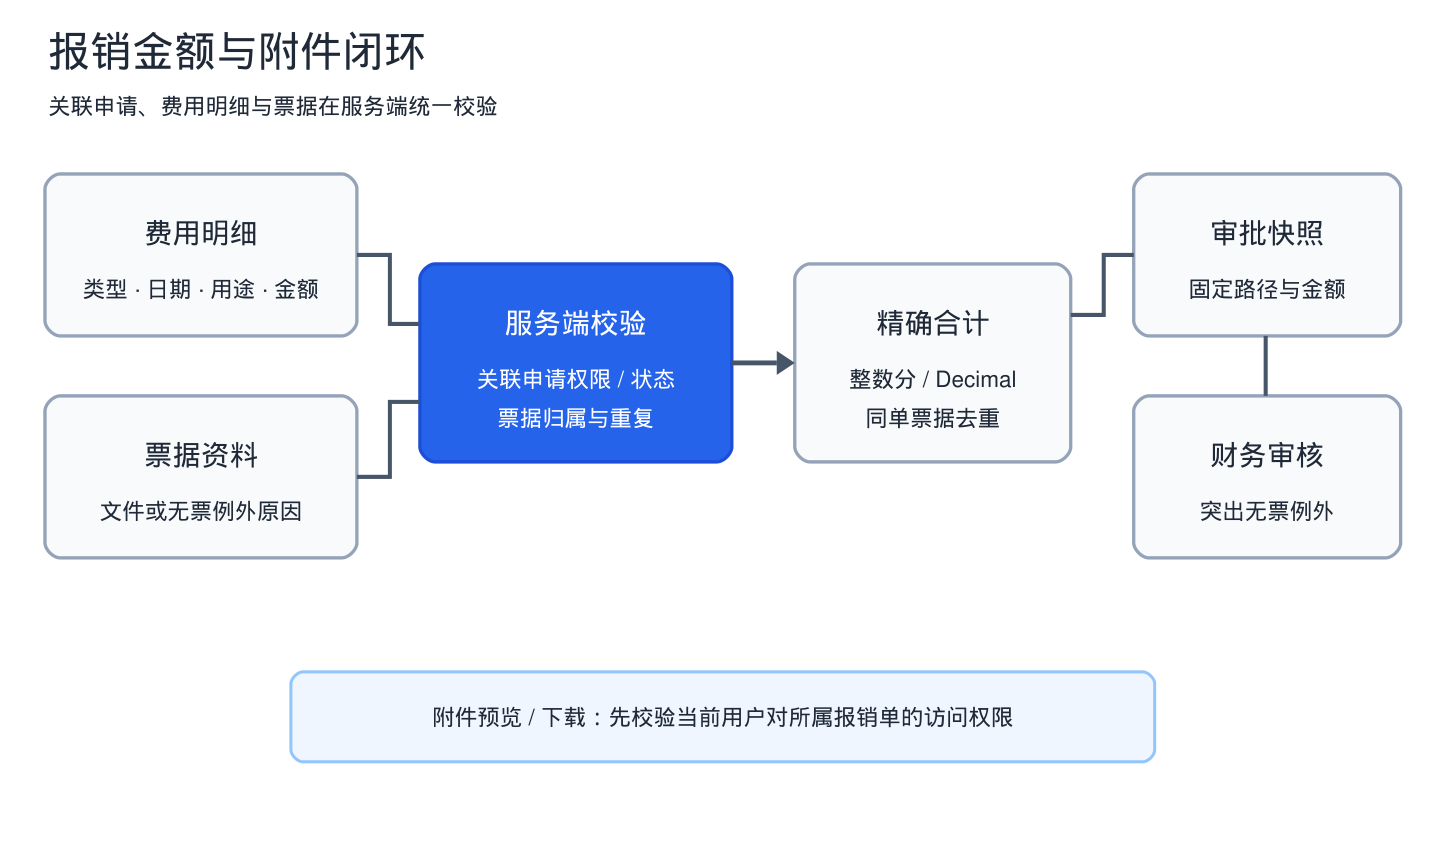 报销金额与附件闭环
关联申请、费用明细与票据在服务端统一校验
费用明细
类型 · 日期 · 用途 · 金额
票据资料
文件或无票例外原因
服务端校验
关联申请权限 / 状态
票据归属与重复
精确合计
整数分 / Decimal
同单票据去重
审批快照
固定路径与金额
财务审核
突出无票例外
附件预览 / 下载：先校验当前用户对所属报销单的访问权限